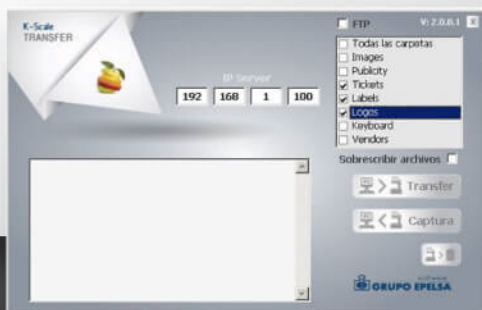 K-Scale
TRANSFER
FTP
V: 2.0.0.1
Todas las carpetas
Images
Publicity
Tickets
Labels
Logos
Keyboard
Vendors
IP Server
192 168 1 100
Sobrescribir archivos
Transfer
Captura
software
GRUPO EPELSA